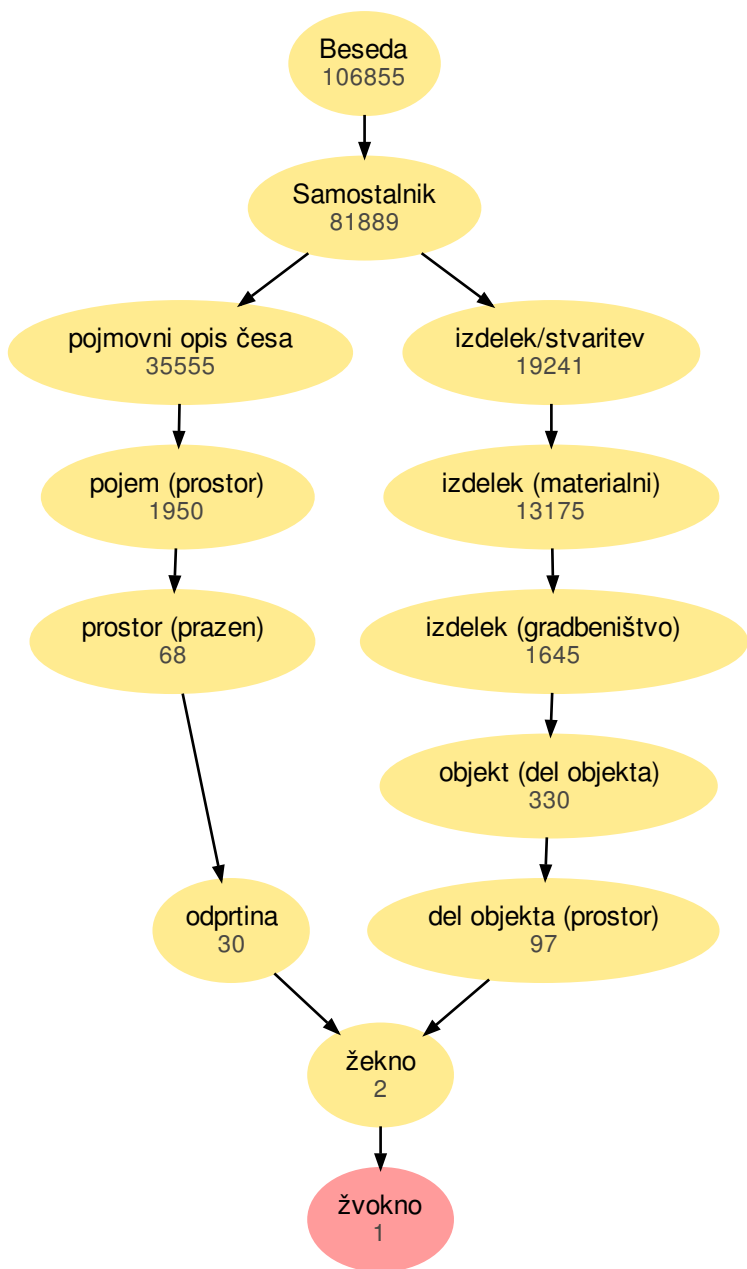 Beseda
106855
Samostalnik
81889
pojmovni opis česa
35555
izdelek/stvaritev
19241
pojem (prostor)
1950
izdelek (materialni)
13175
prostor (prazen)
68
izdelek (gradbeništvo)
1645
objekt (del objekta)
330
odprtina
30
del objekta (prostor)
97
žekno
2
žvokno
1